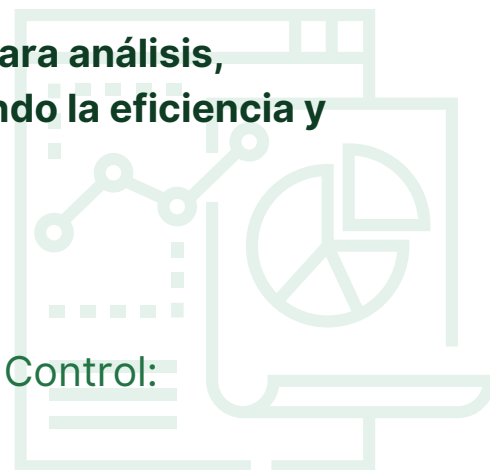 ara análisis,
ndo la eficiencia y
Control: